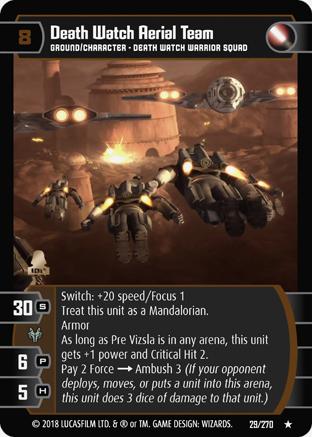 8
Death Watch Aerial Team
GROUND/CHARACTER - DEATH WATCH WARRIOR SQUAD
30 S
6 P
5 H
Switch: +20 speed/Focus 1
Treat this unit as a Mandalorian.
Armor
As long as Pre Vizsla is in any arena, this unit
gets +1 power and Critical Hit 2.
Pay 2 Force → Ambush 3 (If your opponent
deploys, moves, or puts a unit into this arena,
this unit does 3 dice of damage to that unit.)
© 2018 LUCASFILM LTD. & ® or TM. GAME DESIGN: WIZARDS. 29/270 ★